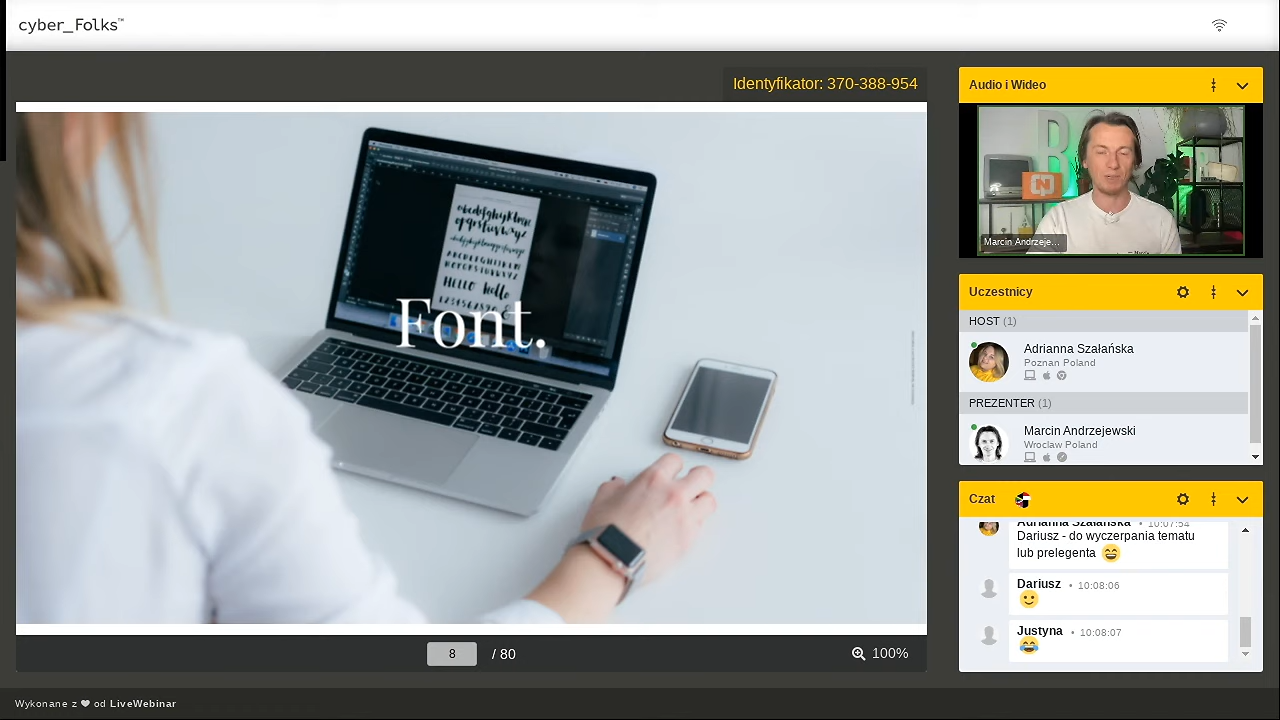 cyber_Folks™
Identyfikator: 370-388-954
Font.
8 / 80
100%
Audio i Wideo
Marcin Andrzeje...
Uczestnicy
HOST (1)
Adrianna Szałańska
Poznan Poland
PREZENTER (1)
Marcin Andrzejewski
Wroclaw Poland
Czat
Adrianna Szałańska • 10:07:54
Dariusz - do wyczerpania tematu
lub prelegenta 😄
Dariusz • 10:08:06
🙂
Justyna • 10:08:07
😂
Wykonane z ❤ od LiveWebinar